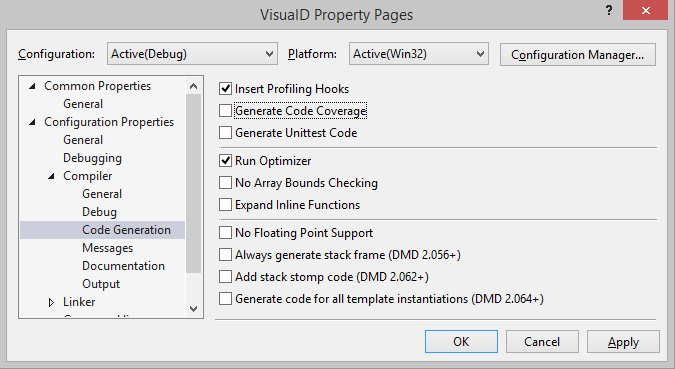 VisualD Property Pages
? ×
Configuration: Active(Debug) Platform: Active(Win32) Configuration Manager...
Common Properties
General
Configuration Properties
General
Debugging
Compiler
General
Debug
Code Generation
Messages
Documentation
Output
Linker
Insert Profiling Hooks
Generate Code Coverage
Generate Unittest Code
Run Optimizer
No Array Bounds Checking
Expand Inline Functions
No Floating Point Support
Always generate stack frame (DMD 2.056+)
Add stack stomp code (DMD 2.062+)
Generate code for all template instantiations (DMD 2.064+)
OK Cancel Apply